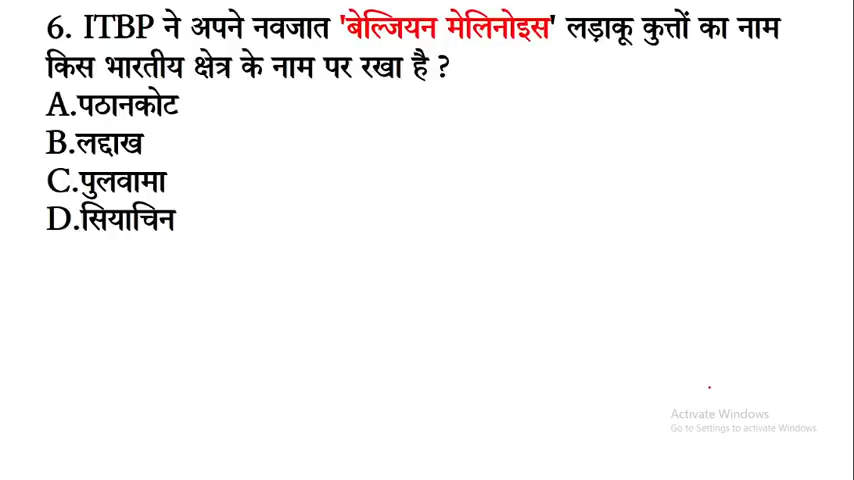 6. ITBP ने अपने नवजात 'बेल्जियन मेलिनोइस' लड़ाकू कुत्तों का नाम
किस भारतीय क्षेत्र के नाम पर रखा है ?
A.पठानकोट
B.लद्दाख
C.पुलवामा
D.सियाचिन
Activate Windows
Go to Settings to activate Windows.